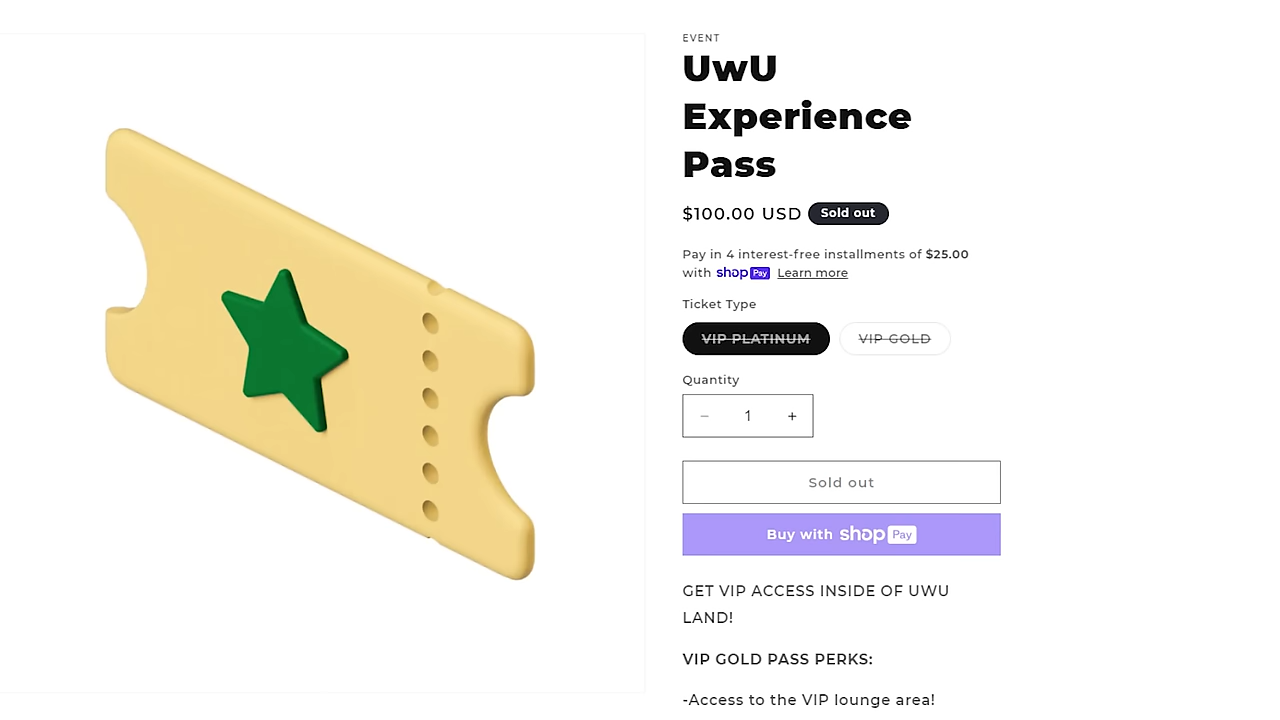 EVENT
UwU
Experience
Pass
$100.00 USD Sold out
Pay in 4 interest-free installments of $25.00
with shop Pay Learn more
Ticket Type
VIP PLATINUM VIP GOLD
Quantity
− 1 +
Sold out
Buy with shop Pay
GET VIP ACCESS INSIDE OF UWU
LAND!
VIP GOLD PASS PERKS:
-Access to the VIP lounge area!